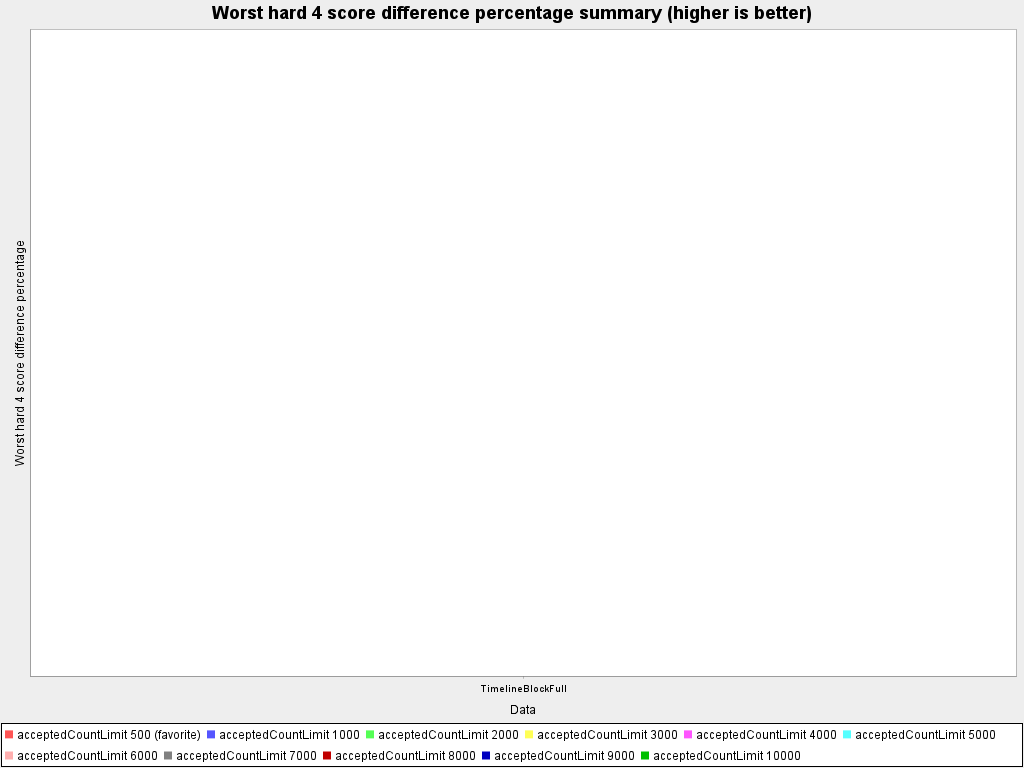 Worst hard 4 score difference percentage summary (higher is better)
Worst hard 4 score difference percentage
TimelineBlockFull
Data
acceptedCountLimit 500 (favorite) acceptedCountLimit 1000 acceptedCountLimit 2000 acceptedCountLimit 3000 acceptedCountLimit 4000 acceptedCountLimit 5000
acceptedCountLimit 6000 acceptedCountLimit 7000 acceptedCountLimit 8000 acceptedCountLimit 9000 acceptedCountLimit 10000